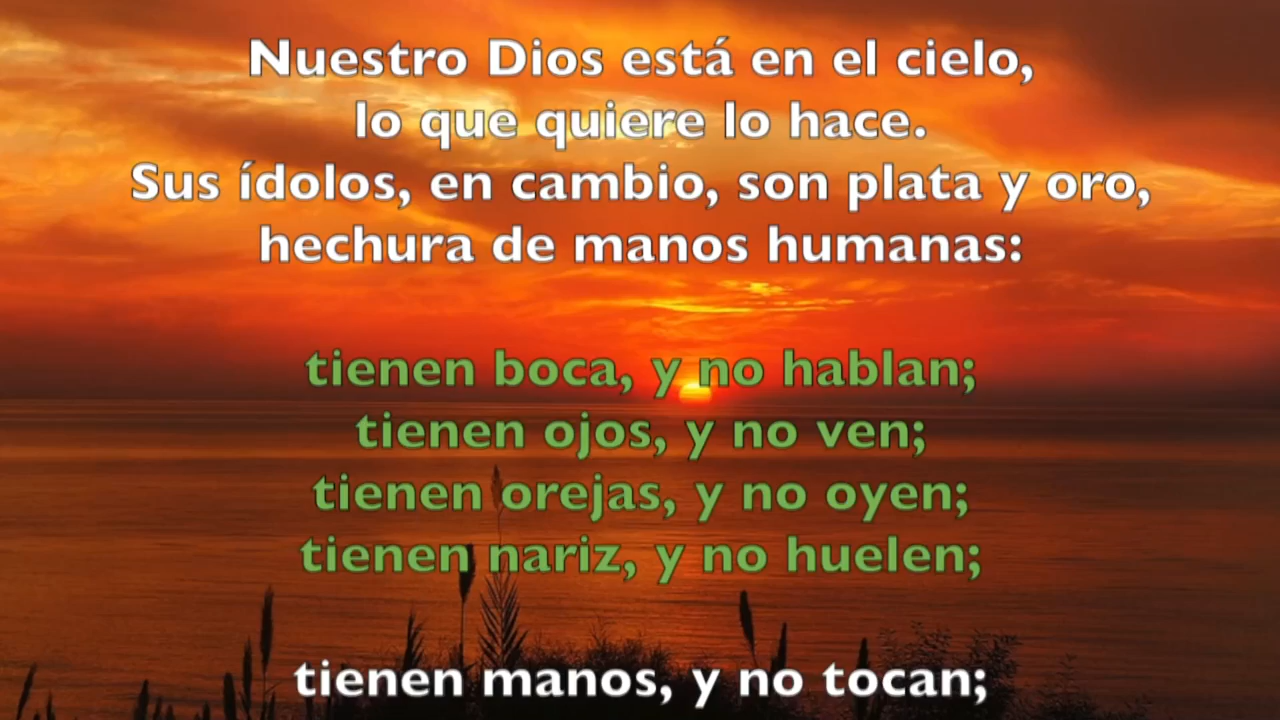 Nuestro Dios está en el cielo,
lo que quiere lo hace.
Sus ídolos, en cambio, son plata y oro,
hechura de manos humanas:
tienen boca, y no hablan;
tienen ojos, y no ven;
tienen orejas, y no oyen;
tienen nariz, y no huelen;
tienen manos, y no tocan;